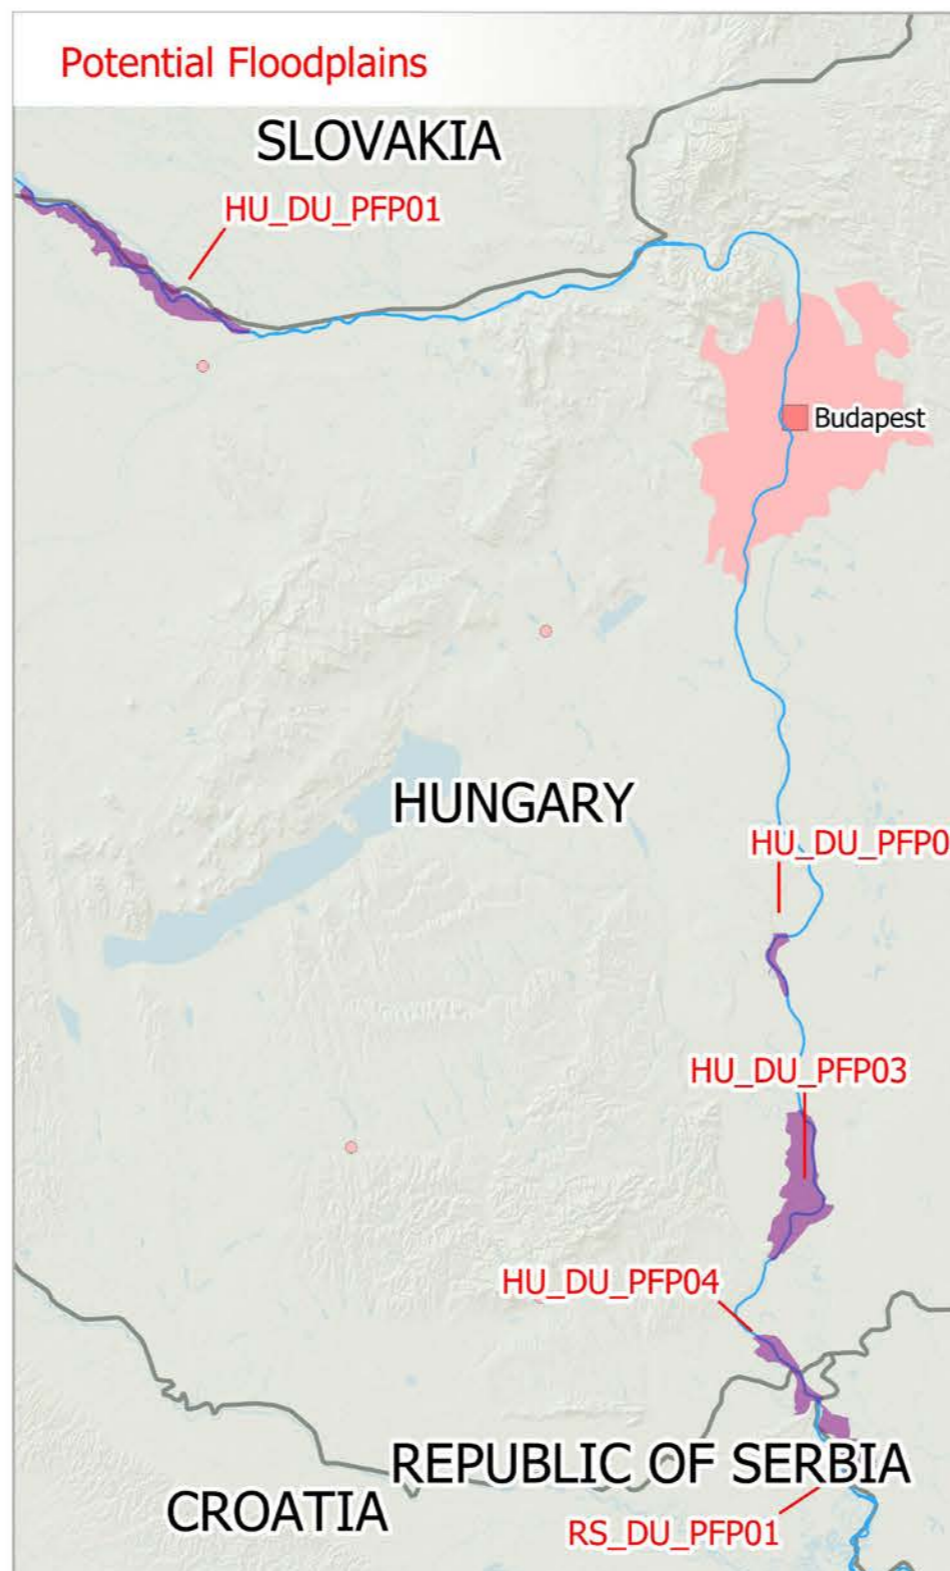 Potential Floodplains
SLOVAKIA
HU_DU_PFP01
Budapest
HUNGARY
HU_DU_PFP0
HU_DU_PFP03
HU_DU_PFP04
REPUBLIC OF SERBIA
CROATIA
RS_DU_PFP01